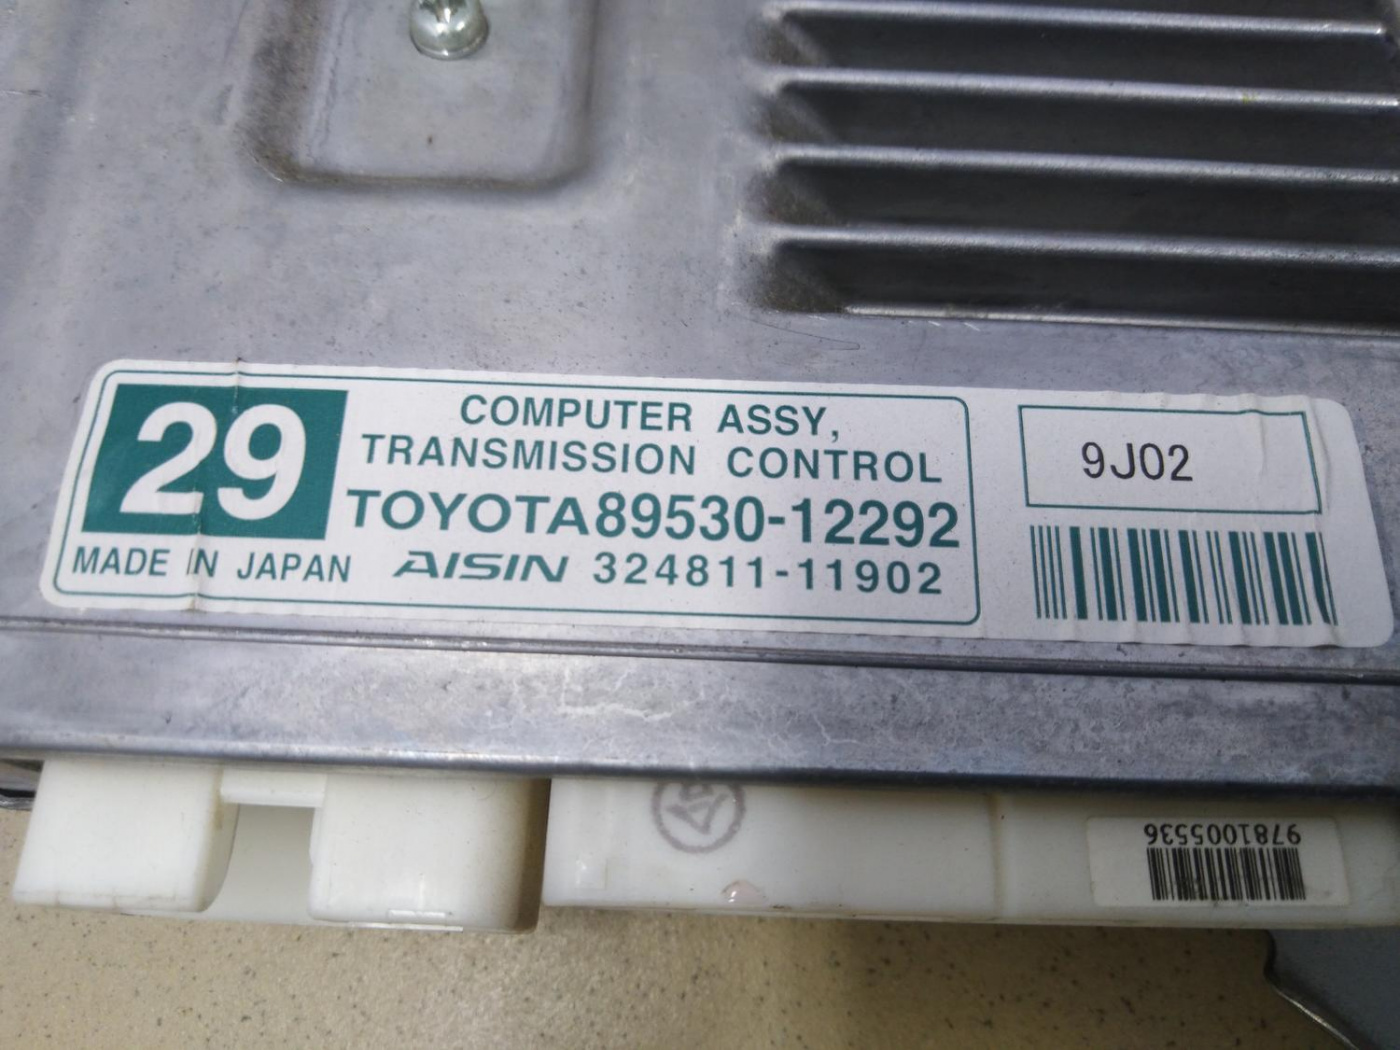 29
COMPUTER ASSY,
TRANSMISSION CONTROL
TOYOTA 89530-12292
MADE IN JAPAN AISIN 324811-11902
9J02
9781005536